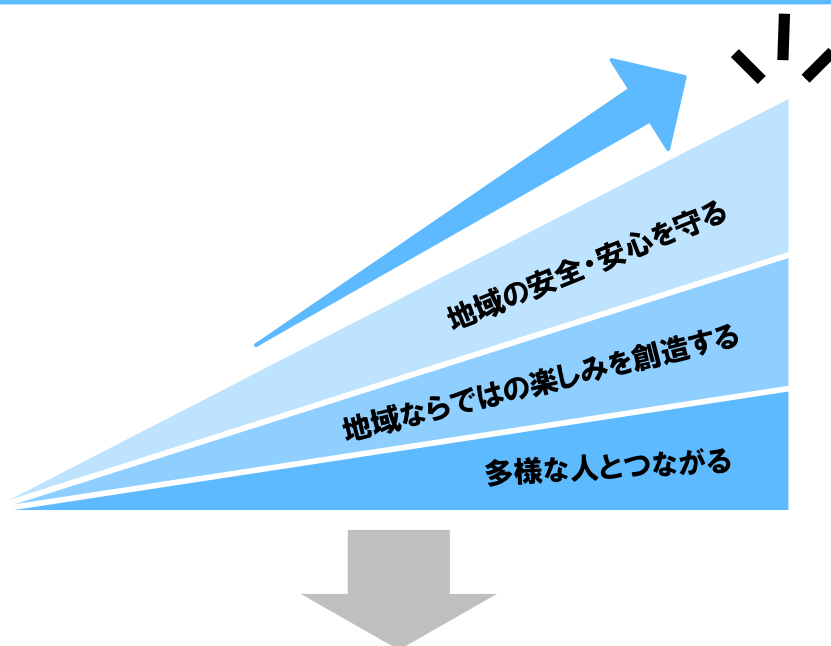 地域の安全・安心を守る
地域ならではの楽しみを創造する
多様な人とつながる